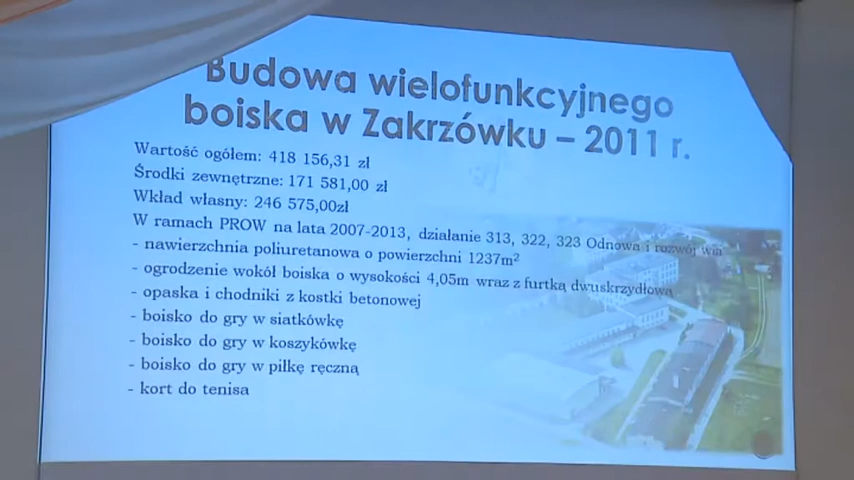 Budowa wielofunkcyjnego
boiska w Zakrzówku – 2011 r.
Wartość ogółem: 418 156,31 zł
Środki zewnętrzne: 171 581,00 zł
Wkład własny: 246 575,00zł
W ramach PROW na lata 2007-2013, działanie 313, 322, 323 Odnowa i rozwój wsi
- nawierzchnia poliuretanowa o powierzchni 1237m²
- ogrodzenie wokół boiska o wysokości 4,05m wraz z furtką dwuskrzydłową
- opaska i chodniki z kostki betonowej
- boisko do gry w siatkówkę
- boisko do gry w koszykówkę
- boisko do gry w piłkę ręczną
- kort do tenisa